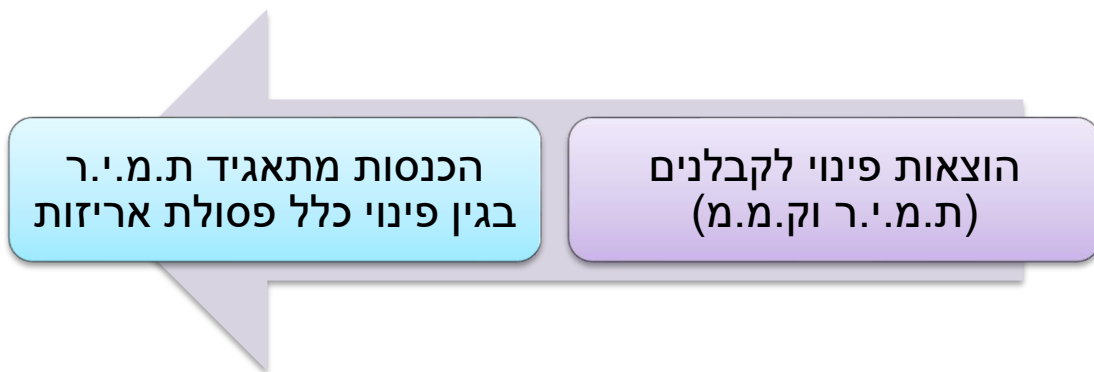 הוצאות פינוי לקבלנים
(ת.מ.י.ר וק.מ.מ)
הכנסות מתאגיד ת.מ.י.ר
בגין פינוי כלל פסולת אריזות